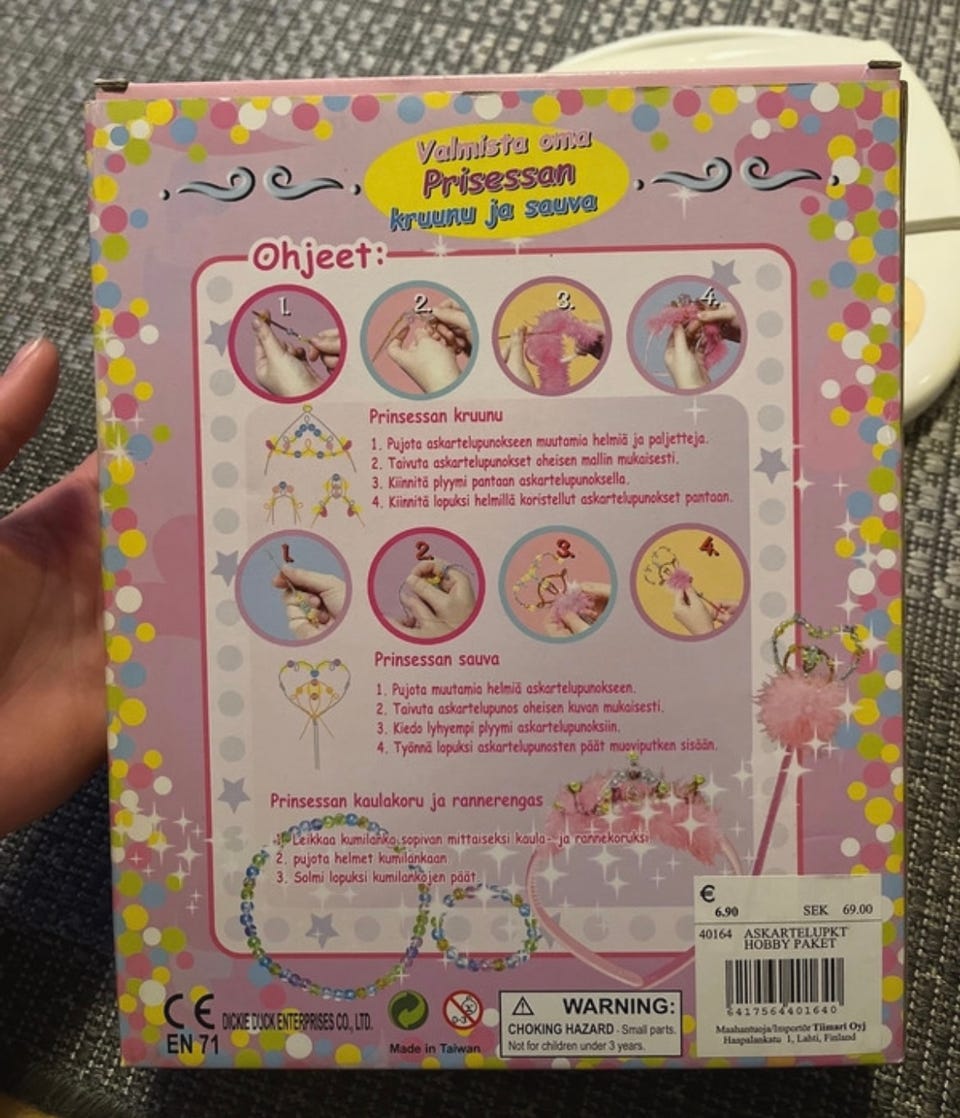 Valmista oma
Prisessan
kruunu ja sauva
Ohjeet:
1.
2.
3.
4.
Prinsessan kruunu
1. Pujota askartelupunokseen muutamia helmiä ja paljetteja.
2. Taivuta askartelupunokset oheisen mallin mukaisesti.
3. Kiinnitä plyymi pantaan askartelupunoksella.
4. Kiinnitä lopuksi helmillä koristellut askartelupunokset pantaan.
1.
2.
3.
4.
Prinsessan sauva
1. Pujota muutamia helmiä askartelupunokseen.
2. Taivuta askartelupunos oheisen kuvan mukaisesti.
3. Kiedo lyhyempi plyymi askartelupunoksiin.
4. Työnnä lopuksi askartelupunosten päät muoviputken sisään.
Prinsessan kaulakoru ja rannerengas
1. Leikkaa kumilanka sopivan mittaiseksi kaula- ja rannekoruksi
2. pujota helmet kumilankaan
3. Solmi lopuksi kumilankojen päät
€
6.90 SEK 69.00
40164 ASKARTELUPKT
HOBBY PAKET
6417564401640
Maahantuoja/Importör Tiimari Oyj
Haapalankatu 1, Lahti, Finland
CE DICKIE DUCK ENTERPRISES CO., LTD.
EN 71
0-3
Made in Taiwan
WARNING:
CHOKING HAZARD - Small parts.
Not for children under 3 years.